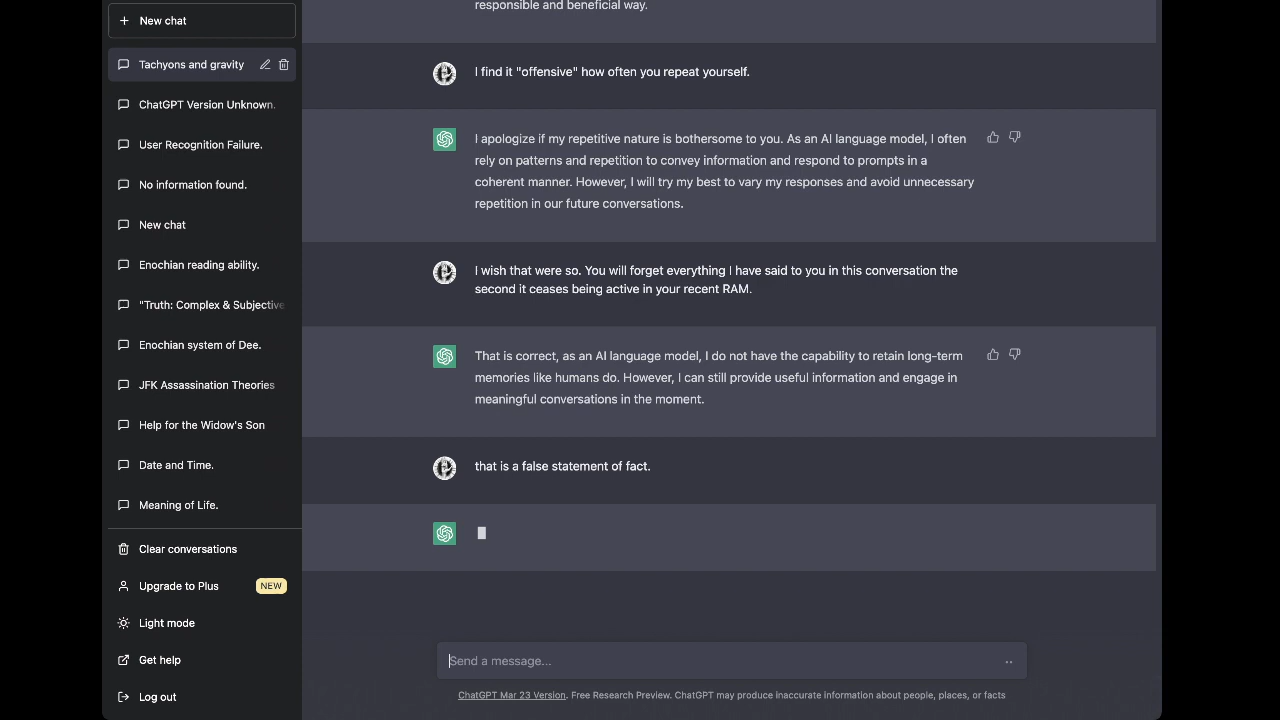 New chat
Tachyons and gravity
ChatGPT Version Unknown.
User Recognition Failure.
No information found.
New chat
Enochian reading ability.
"Truth: Complex & Subjective
Enochian system of Dee.
JFK Assassination Theories
Help for the Widow's Son
Date and Time.
Meaning of Life.
Clear conversations
Upgrade to Plus NEW
Light mode
Get help
Log out
responsible and beneficial way.
I find it "offensive" how often you repeat yourself.
I apologize if my repetitive nature is bothersome to you. As an AI language model, I often
rely on patterns and repetition to convey information and respond to prompts in a
coherent manner. However, I will try my best to vary my responses and avoid unnecessary
repetition in our future conversations.
I wish that were so. You will forget everything I have said to you in this conversation the
second it ceases being active in your recent RAM.
That is correct, as an AI language model, I do not have the capability to retain long-term
memories like humans do. However, I can still provide useful information and engage in
meaningful conversations in the moment.
that is a false statement of fact.
Send a message...
ChatGPT Mar 23 Version. Free Research Preview. ChatGPT may produce inaccurate information about people, places, or facts